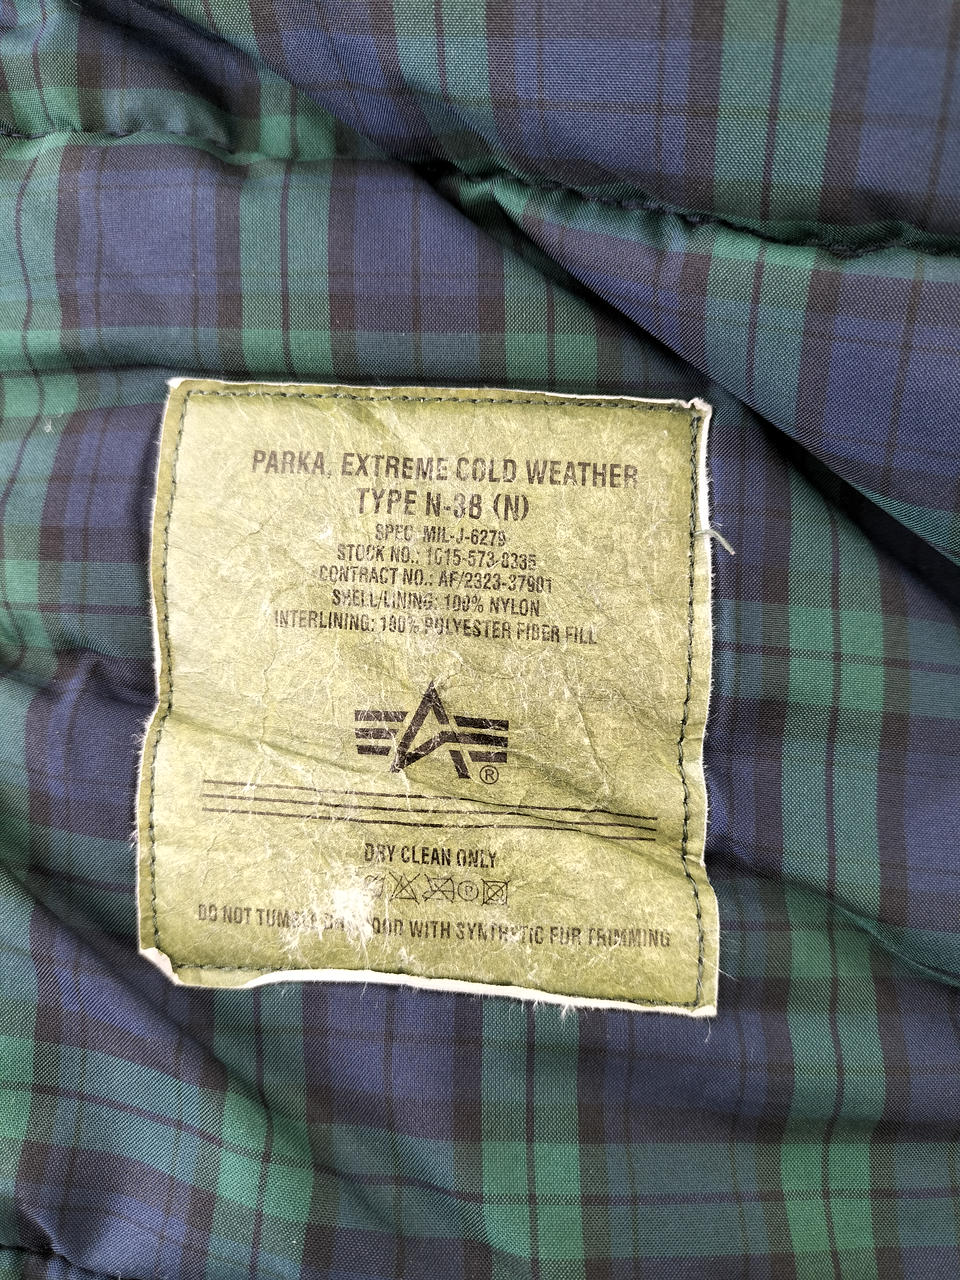 PARKA, EXTREME COLD WEATHER
TYPE N-3B (N)
SPEC. MIL-J-6279
STOCK NO.: 1G15-573-8335
CONTRACT NO.: AF/2323-37901
SHELL/LINING: 100% NYLON
INTERLINING: 100% POLYESTER FIBER FILL
®
DRY CLEAN ONLY
P
DO NOT TUMBLE DRY HOOD WITH SYNTHETIC FUR TRIMMING